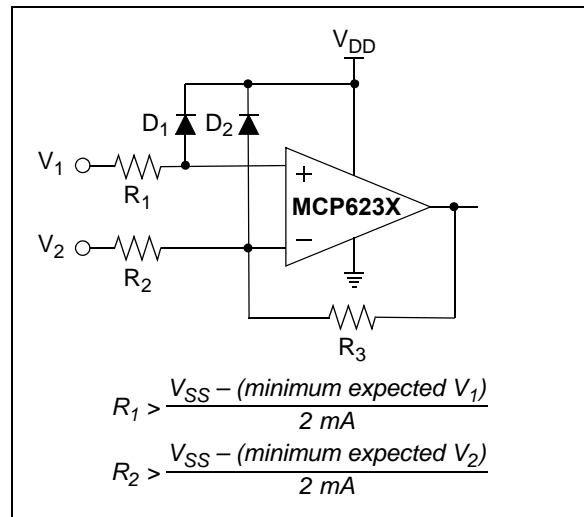 V_DD
D_1 D_2
V_1
R_1
+
MCP623X
V_2
R_2
–
R_3
R_1 > V_SS – (minimum expected V_1)
2 mA
R_2 > V_SS – (minimum expected V_2)
2 mA